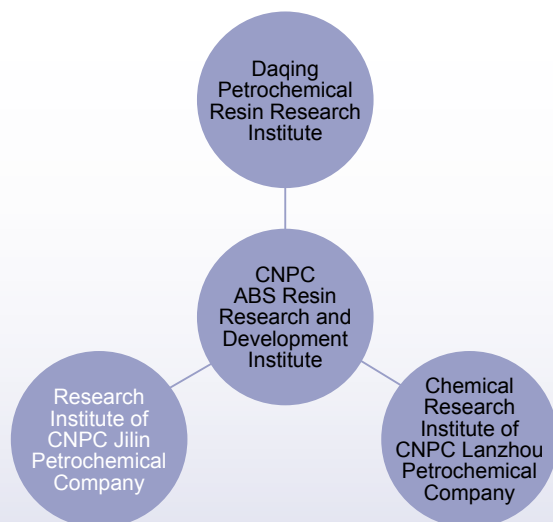 Daqing
Petrochemical
Resin Research
Institute
CNPC
ABS Resin
Research and
Development
Institute
Research
Institute of
CNPC Jilin
Petrochemical
Company
Chemical
Research
Institute of
CNPC Lanzhou
Petrochemical
Company